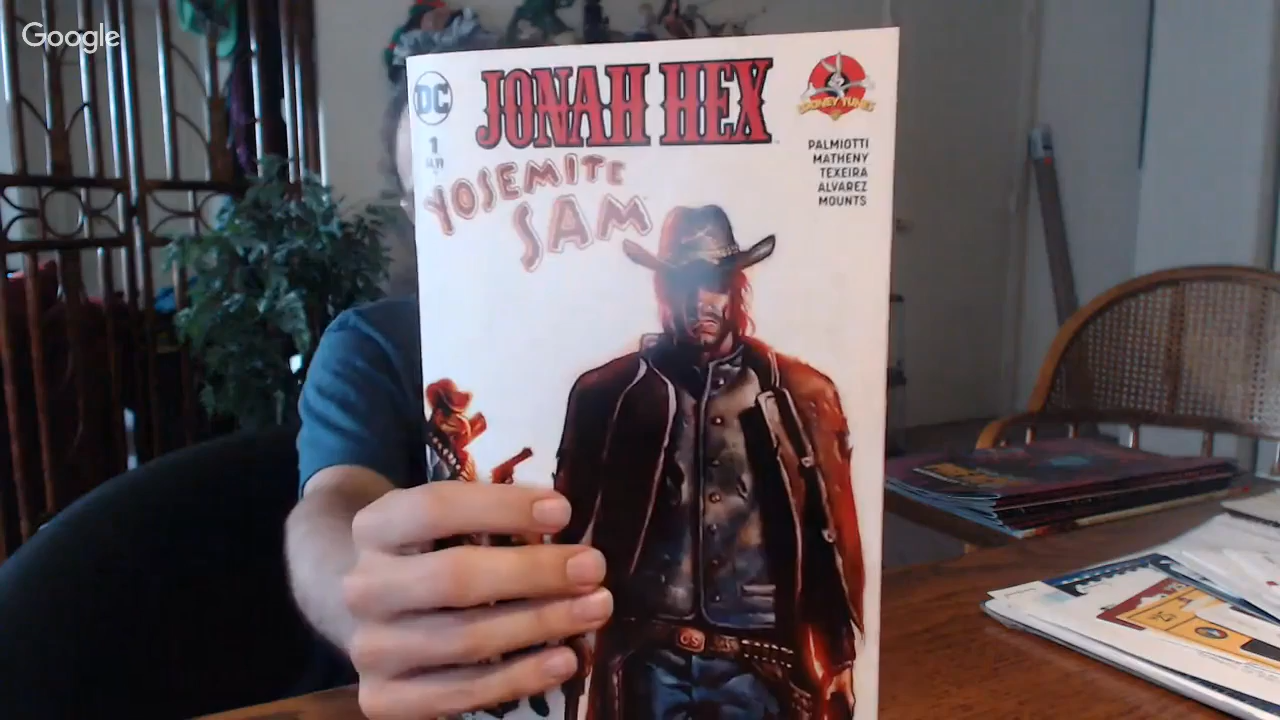 Google
DC
JONAH HEX
LOONEY TUNES
1
YOSEMITE
SAM
PALMIOTTI
MATHENY
TEXEIRA
ALVAREZ
MOUNTS